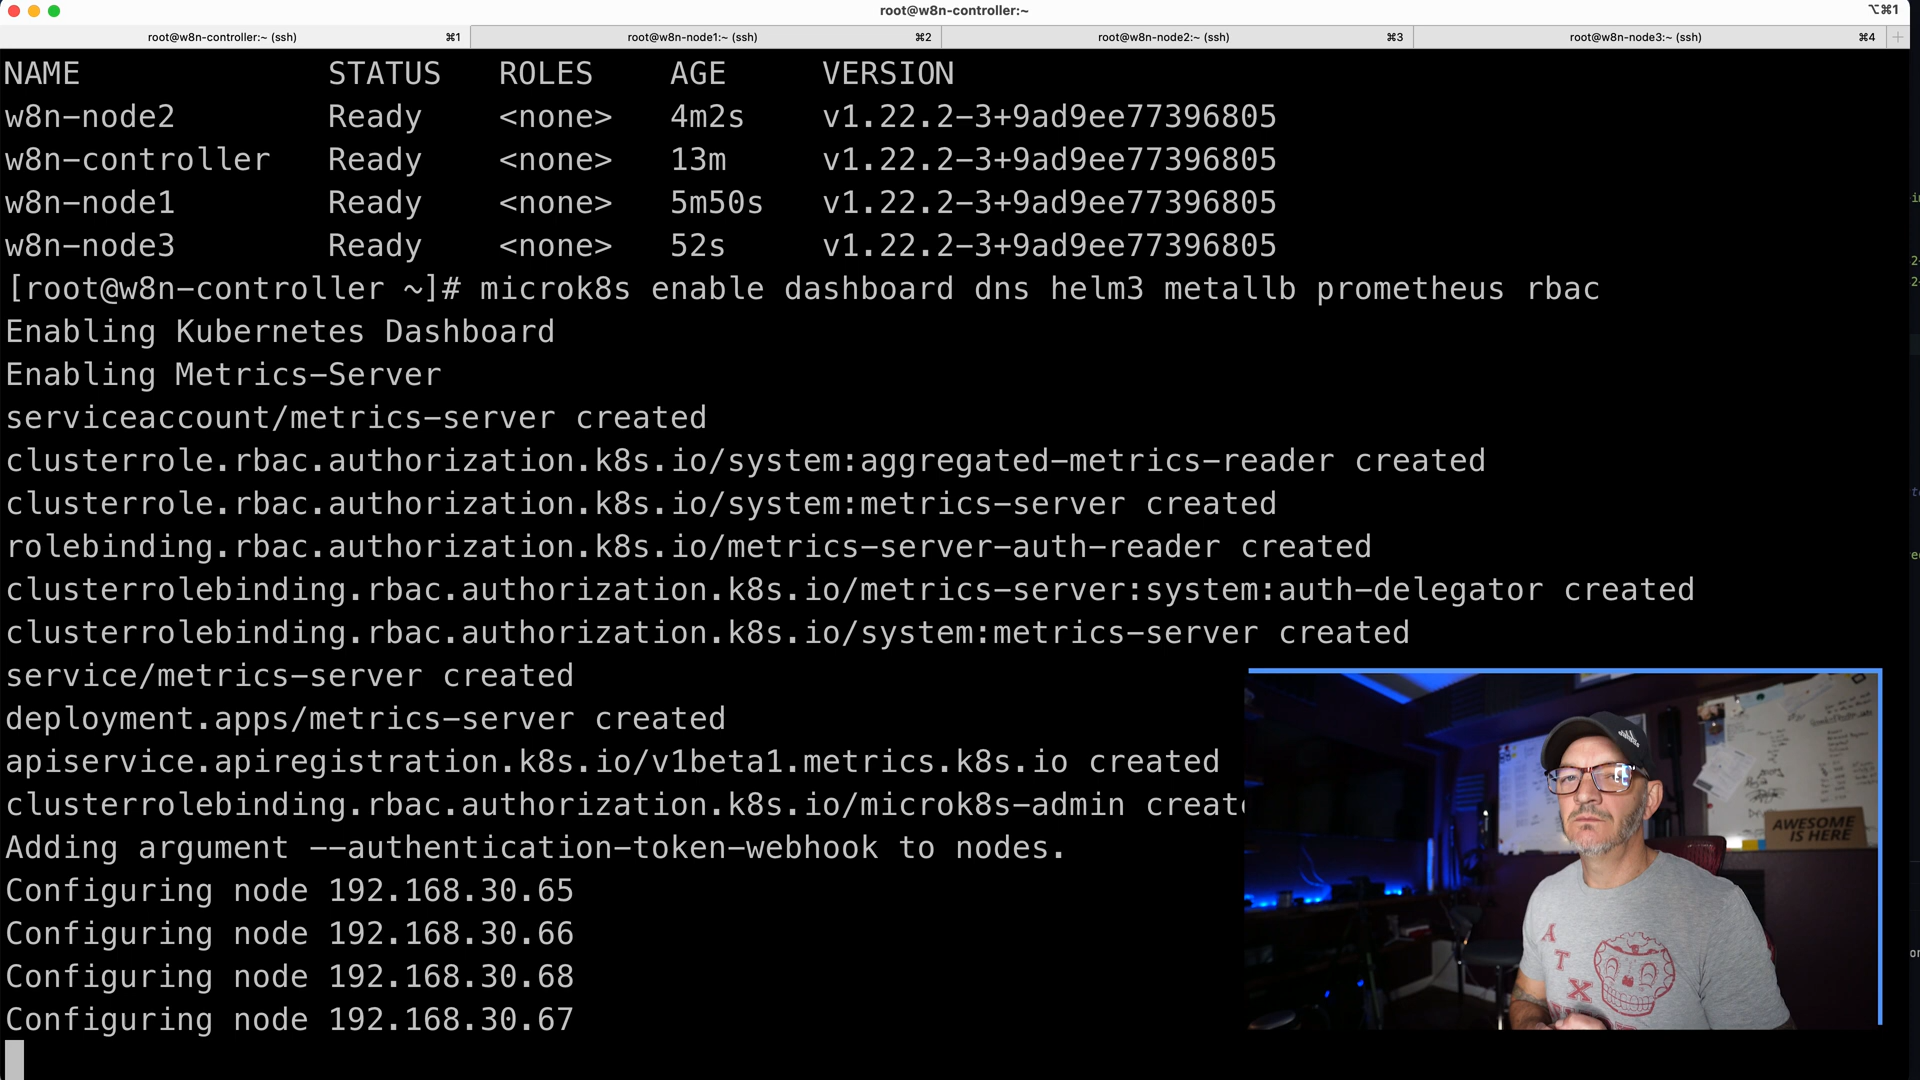 root@w8n-controller:~
⌥⌘1
root@w8n-controller:~ (ssh) ⌘1 root@w8n-node1:~ (ssh) ⌘2 root@w8n-node2:~ (ssh) ⌘3 root@w8n-node3:~ (ssh) ⌘4 +
NAME STATUS ROLES AGE VERSION
w8n-node2 Ready <none> 4m2s v1.22.2-3+9ad9ee77396805
w8n-controller Ready <none> 13m v1.22.2-3+9ad9ee77396805
w8n-node1 Ready <none> 5m50s v1.22.2-3+9ad9ee77396805
w8n-node3 Ready <none> 52s v1.22.2-3+9ad9ee77396805
[root@w8n-controller ~]# microk8s enable dashboard dns helm3 metallb prometheus rbac
Enabling Kubernetes Dashboard
Enabling Metrics-Server
serviceaccount/metrics-server created
clusterrole.rbac.authorization.k8s.io/system:aggregated-metrics-reader created
clusterrole.rbac.authorization.k8s.io/system:metrics-server created
rolebinding.rbac.authorization.k8s.io/metrics-server-auth-reader created
clusterrolebinding.rbac.authorization.k8s.io/metrics-server:system:auth-delegator created
clusterrolebinding.rbac.authorization.k8s.io/system:metrics-server created
service/metrics-server created
deployment.apps/metrics-server created
apiservice.apiregistration.k8s.io/v1beta1.metrics.k8s.io created
clusterrolebinding.rbac.authorization.k8s.io/microk8s-admin create
Adding argument --authentication-token-webhook to nodes.
Configuring node 192.168.30.65
Configuring node 192.168.30.66
Configuring node 192.168.30.68
Configuring node 192.168.30.67
AWESOME
IS HERE
ATX